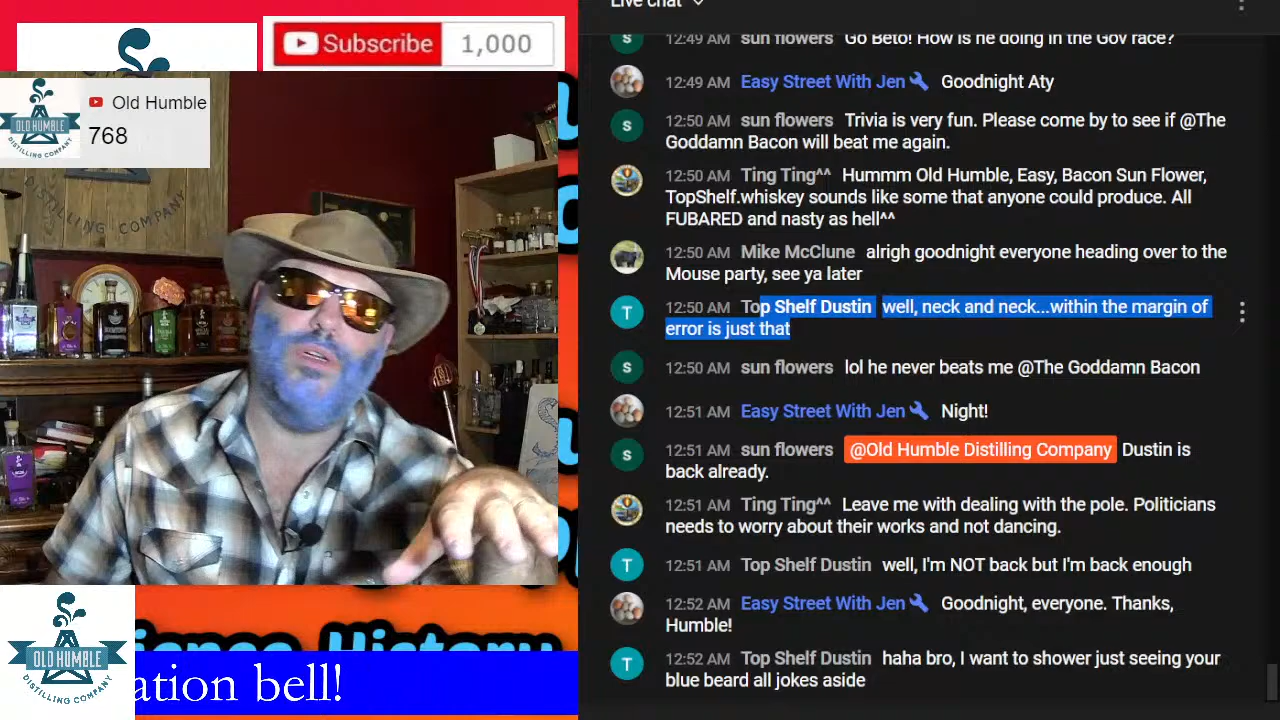 Subscribe
1,000
Old Humble
768
OLD HUMBLE
DISTILLING COMPANY
DISTILLING COMPANY
OLD HUMBLE
DISTILLING COMPANY
ation bell!
Live chat
12:49 AM sun flowers Go Beto! How is he doing in the Gov race?
12:49 AM Easy Street With Jen Goodnight Aty
12:50 AM sun flowers Trivia is very fun. Please come by to see if @The
Goddamn Bacon will beat me again.
12:50 AM Ting Ting^^ Hummm Old Humble, Easy, Bacon Sun Flower,
TopShelf.whiskey sounds like some that anyone could produce. All
FUBARED and nasty as hell^^
12:50 AM Mike McClune alrigh goodnight everyone heading over to the
Mouse party, see ya later
12:50 AM Top Shelf Dustin well, neck and neck...within the margin of
error is just that
12:50 AM sun flowers lol he never beats me @The Goddamn Bacon
12:51 AM Easy Street With Jen Night!
12:51 AM sun flowers @Old Humble Distilling Company Dustin is
back already.
12:51 AM Ting Ting^^ Leave me with dealing with the pole. Politicians
needs to worry about their works and not dancing.
12:51 AM Top Shelf Dustin well, I'm NOT back but I'm back enough
12:52 AM Easy Street With Jen Goodnight, everyone. Thanks,
Humble!
12:52 AM Top Shelf Dustin haha bro, I want to shower just seeing your
blue beard all jokes aside